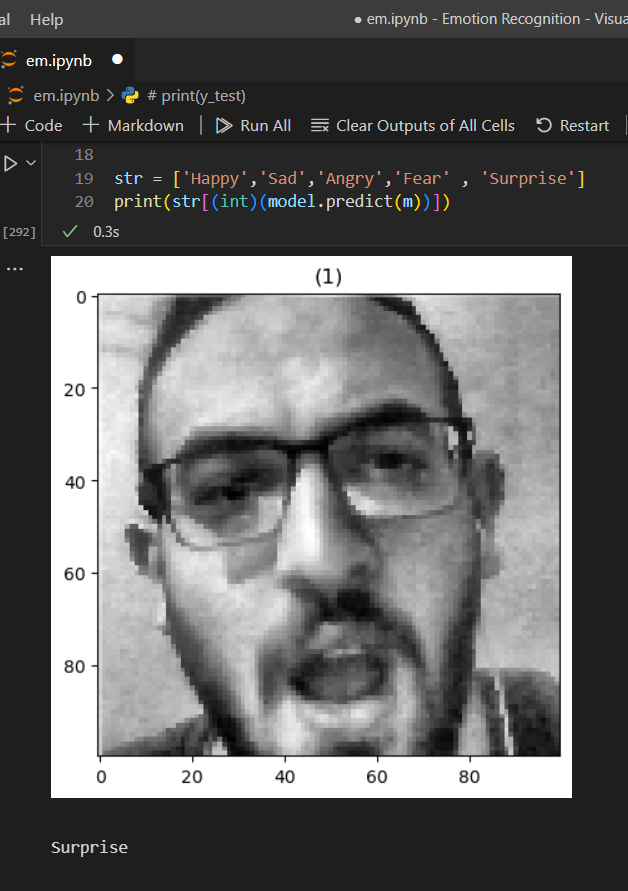 al Help ● em.ipynb - Emotion Recognition - Visua
em.ipynb ●
em.ipynb > # print(y_test)
+ Code + Markdown | Run All Clear Outputs of All Cells Restart
18
19 str = ['Happy','Sad','Angry','Fear' , 'Surprise']
20 print(str[(int)(model.predict(m))])
[292] ✓ 0.3s
...
(1)
0
20
40
60
80
0 20 40 60 80
Surprise